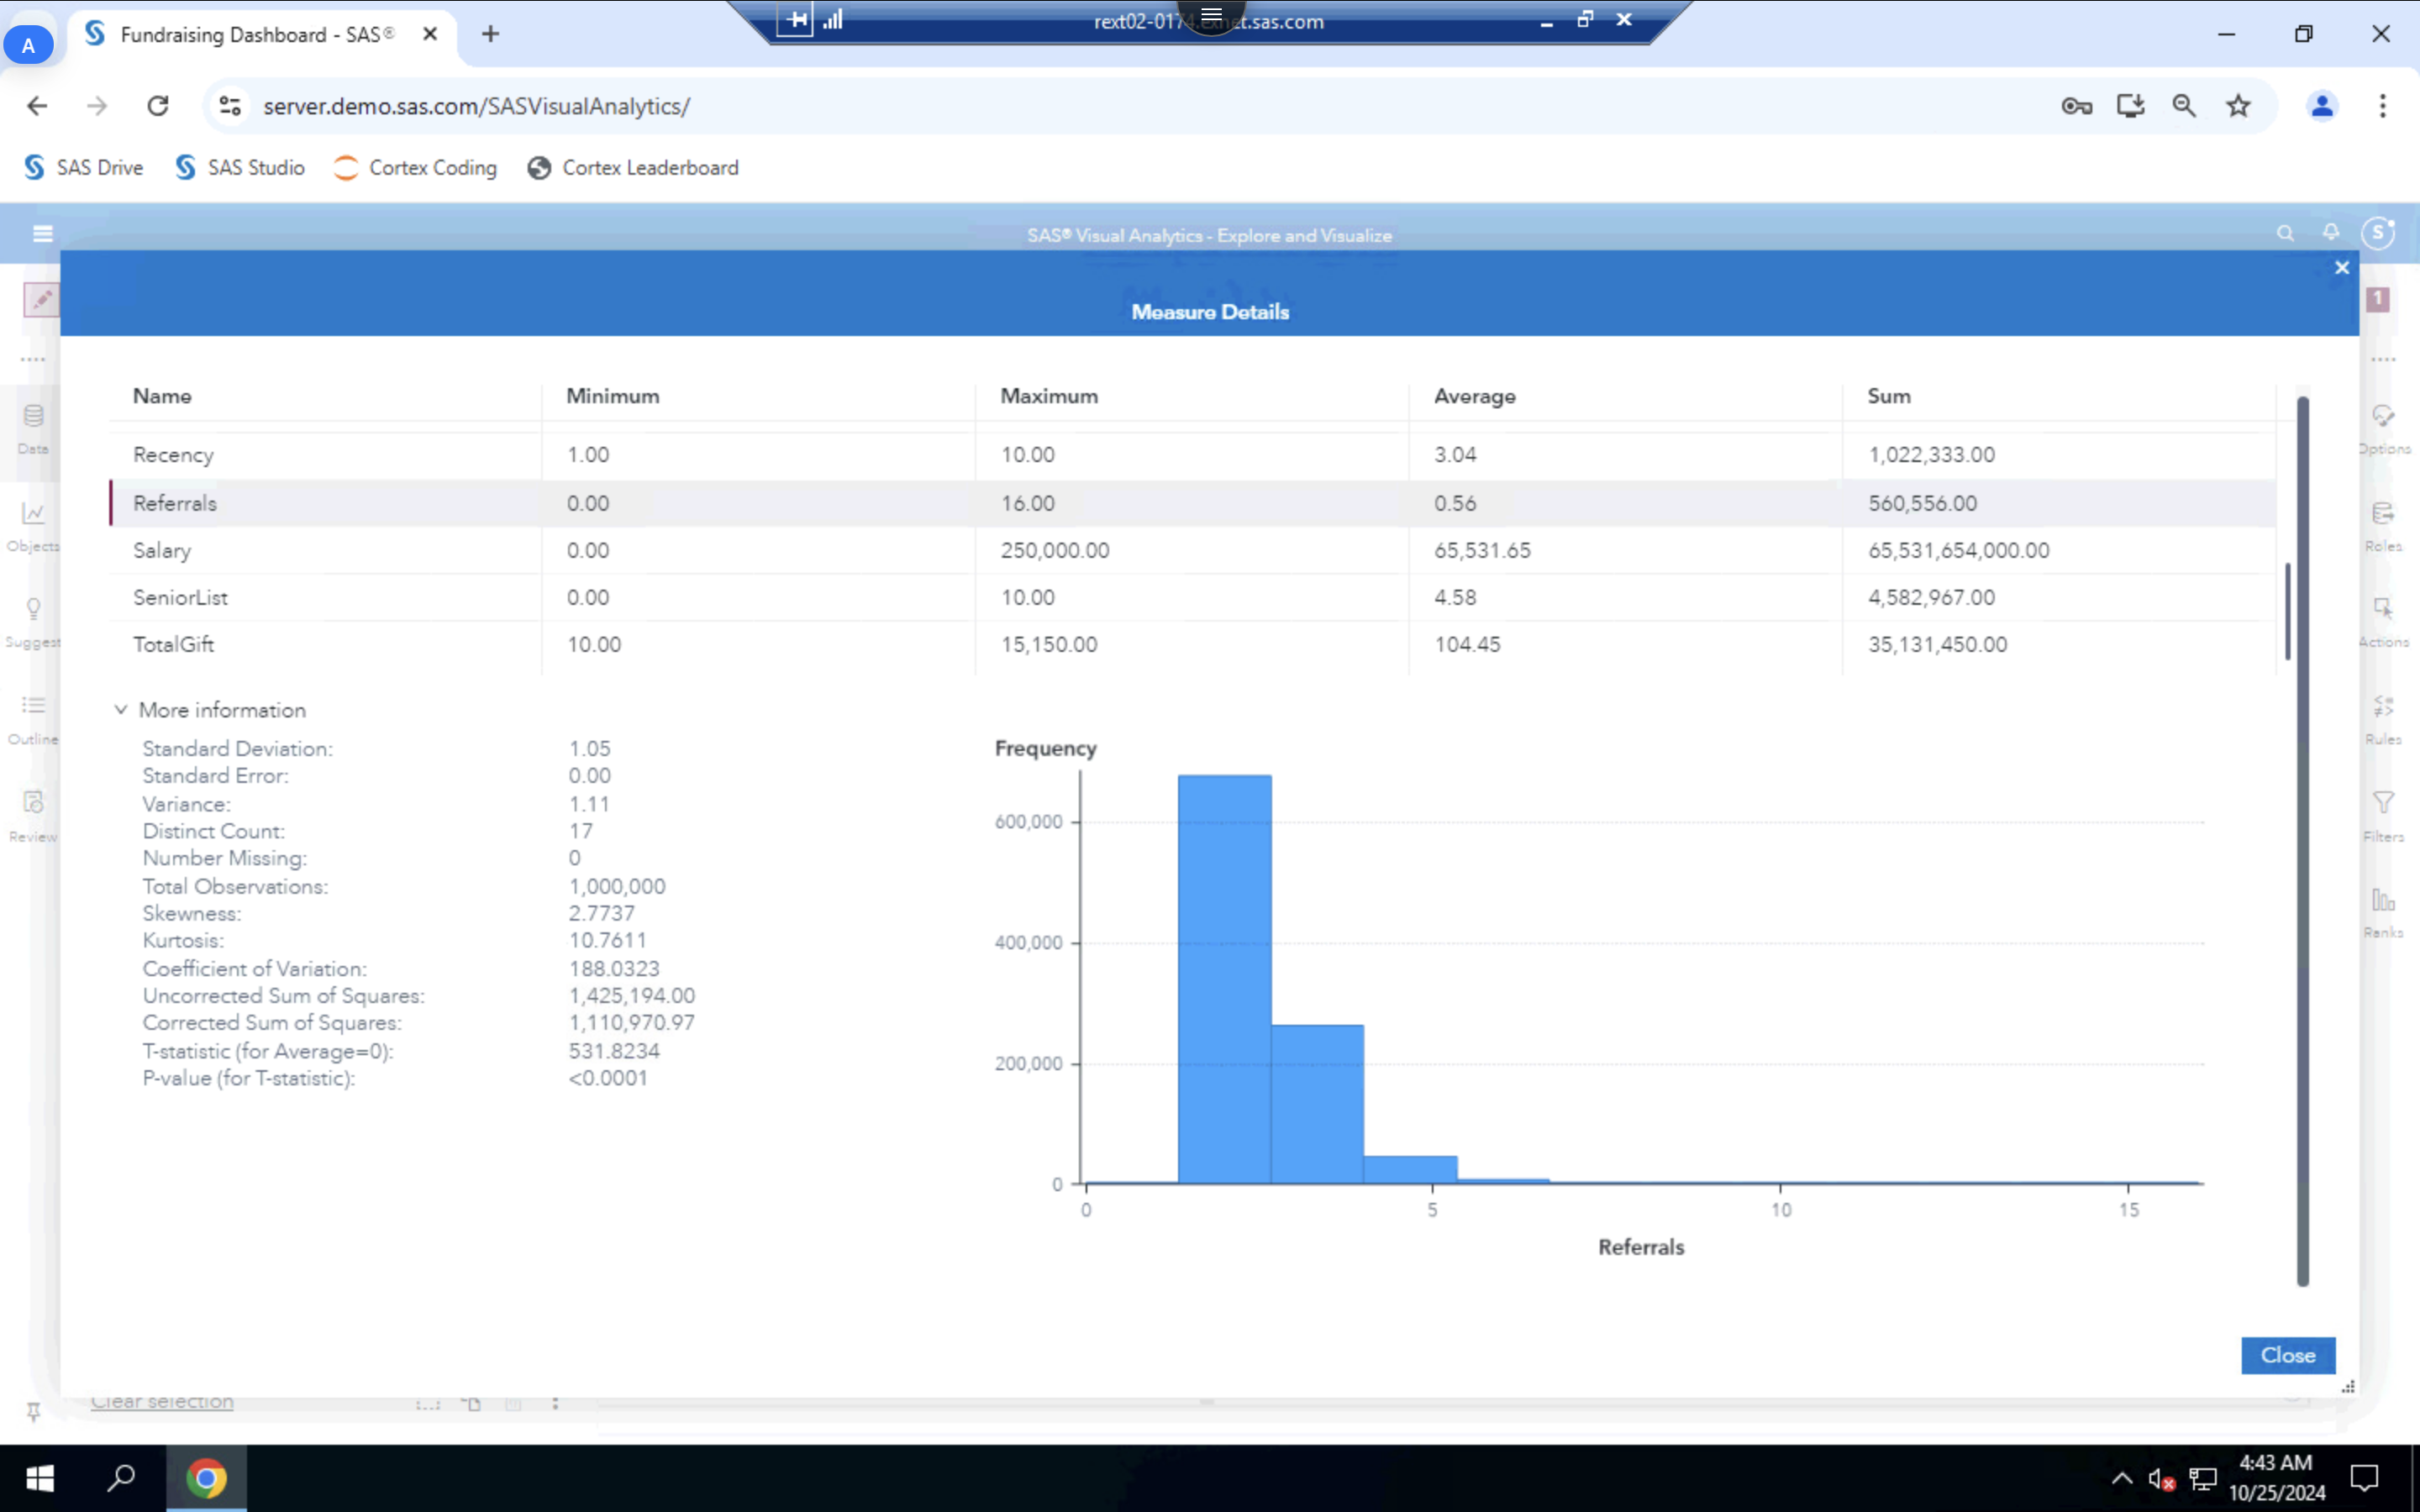 A
Fundraising Dashboard - SAS®
rext02-0174.exnet.sas.com
server.demo.sas.com/SASVisualAnalytics/
SAS Drive
SAS Studio
Cortex Coding
Cortex Leaderboard
SAS® Visual Analytics - Explore and Visualize
S
Measure Details
1
Name Minimum Maximum Average Sum
Recency 1.00 10.00 3.04 1,022,333.00
Referrals 0.00 16.00 0.56 560,556.00
Salary 0.00 250,000.00 65,531.65 65,531,654,000.00
SeniorList 0.00 10.00 4.58 4,582,967.00
TotalGift 10.00 15,150.00 104.45 35,131,450.00
Data
Objects
Suggest
Outline
Review
More information
Standard Deviation: 1.05
Standard Error: 0.00
Variance: 1.11
Distinct Count: 17
Number Missing: 0
Total Observations: 1,000,000
Skewness: 2.7737
Kurtosis: 10.7611
Coefficient of Variation: 188.0323
Uncorrected Sum of Squares: 1,425,194.00
Corrected Sum of Squares: 1,110,970.97
T-statistic (for Average=0): 531.8234
P-value (for T-statistic): <0.0001
Frequency
600,000
400,000
200,000
0
0 5 10 15
Referrals
Options
Roles
Actions
Rules
Filters
Ranks
Close
Clear selection
4:43 AM
10/25/2024